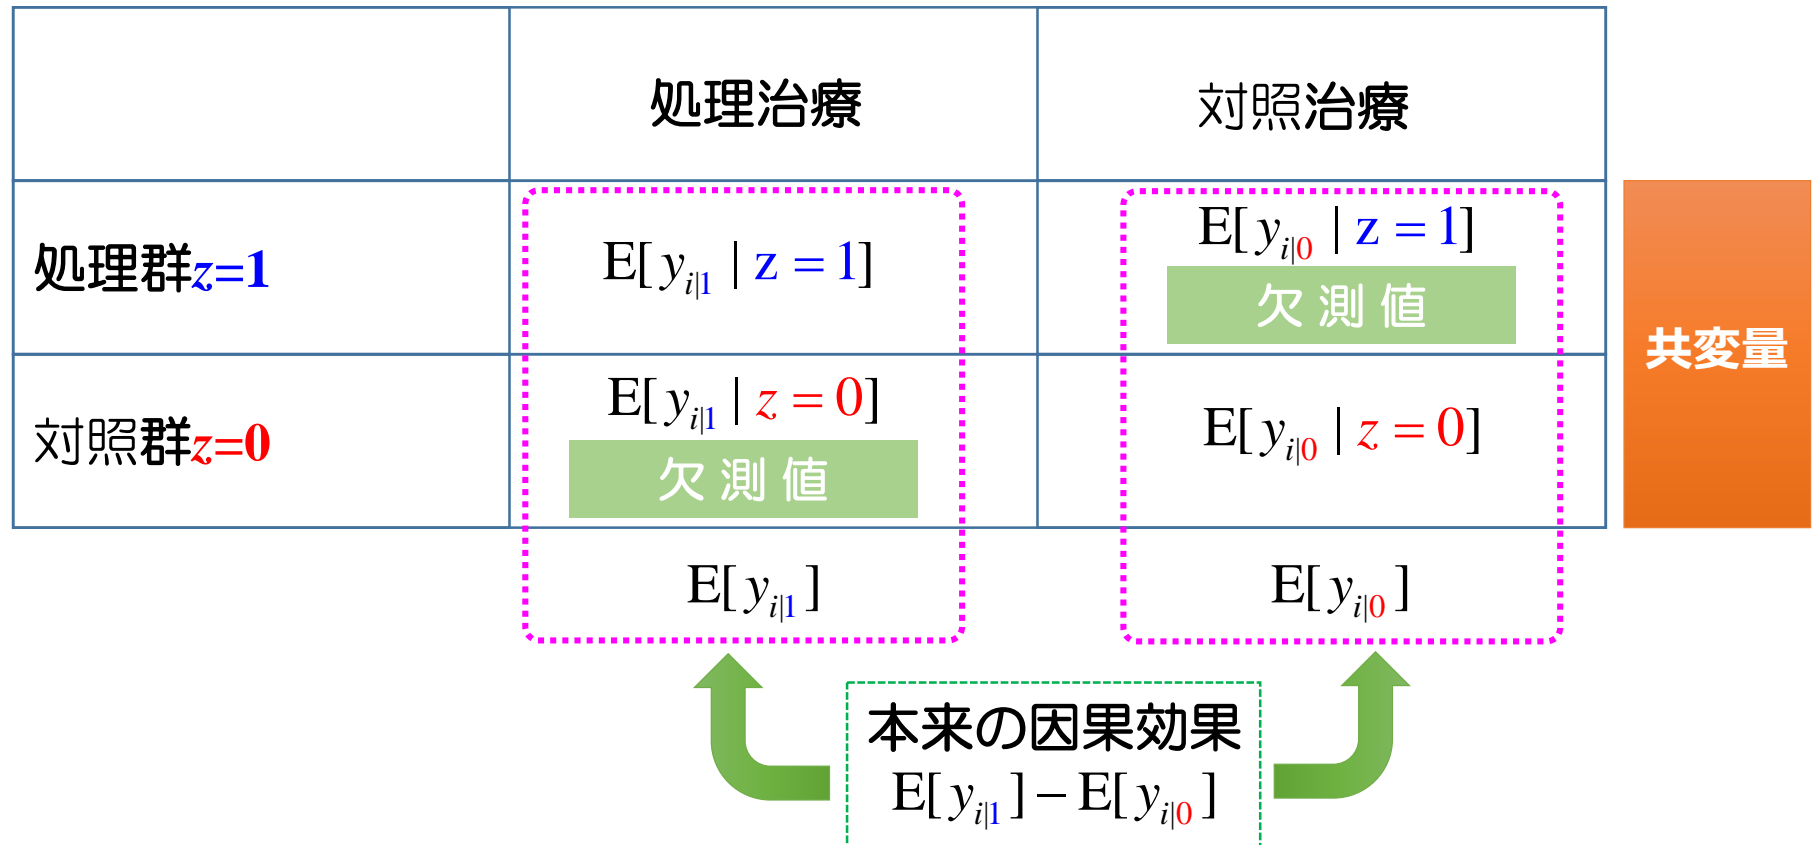 処理治療
対照治療
処理群z=1
E[y_{i|1} | z = 1]
E[y_{i|0} | z = 1]
欠測値
共変量
対照群z=0
E[y_{i|1} | z = 0]
欠測値
E[y_{i|0} | z = 0]
E[y_{i|1}]
E[y_{i|0}]
本来の因果効果
E[y_{i|1}] − E[y_{i|0}]